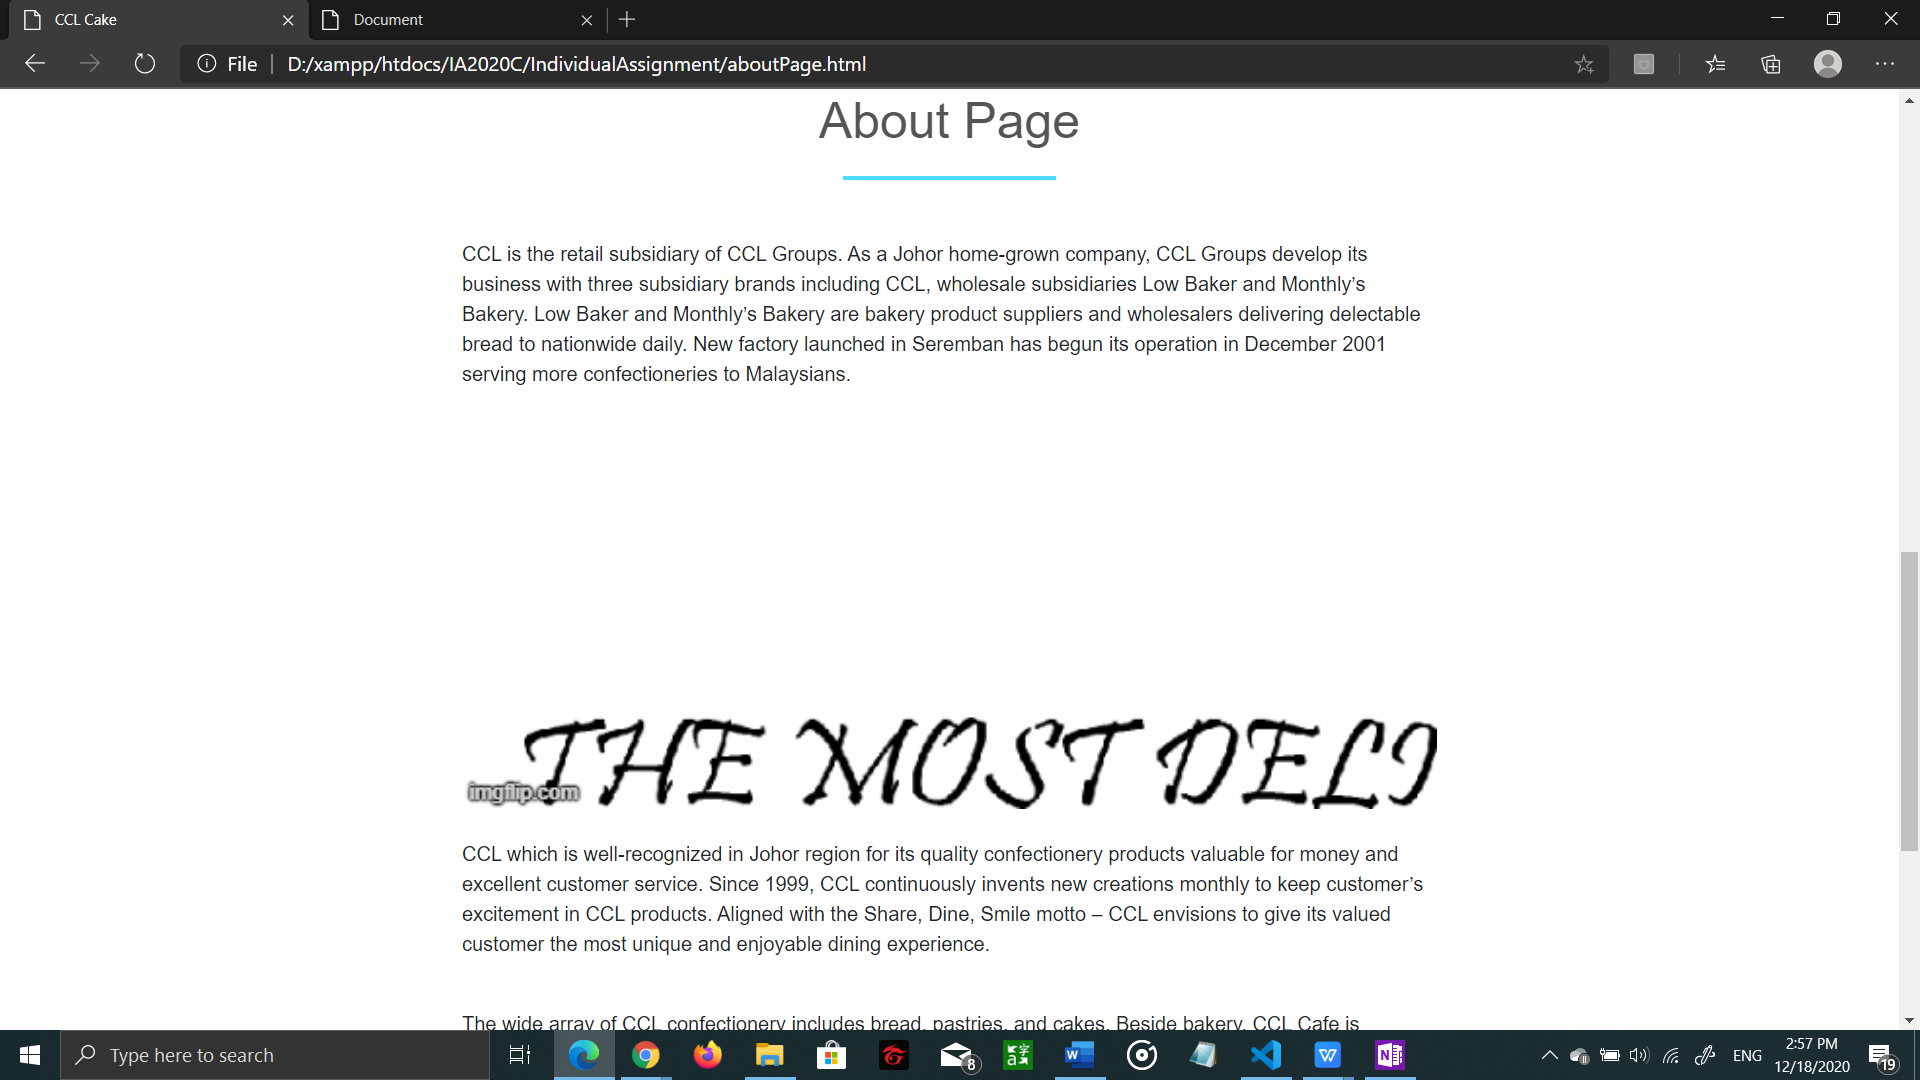 CCL Cake
Document
File
D:/xampp/htdocs/IA2020C/IndividualAssignment/aboutPage.html
About Page
CCL is the retail subsidiary of CCL Groups. As a Johor home-grown company, CCL Groups develop its
business with three subsidiary brands including CCL, wholesale subsidiaries Low Baker and Monthly’s
Bakery. Low Baker and Monthly’s Bakery are bakery product suppliers and wholesalers delivering delectable
bread to nationwide daily. New factory launched in Seremban has begun its operation in December 2001
serving more confectioneries to Malaysians.
THE MOST DELI
imgflip.com
CCL which is well-recognized in Johor region for its quality confectionery products valuable for money and
excellent customer service. Since 1999, CCL continuously invents new creations monthly to keep customer’s
excitement in CCL products. Aligned with the Share, Dine, Smile motto – CCL envisions to give its valued
customer the most unique and enjoyable dining experience.
The wide array of CCL confectionery includes bread, pastries, and cakes. Beside bakery, CCL Cafe is
Type here to search
8
ENG
2:57 PM
12/18/2020
19